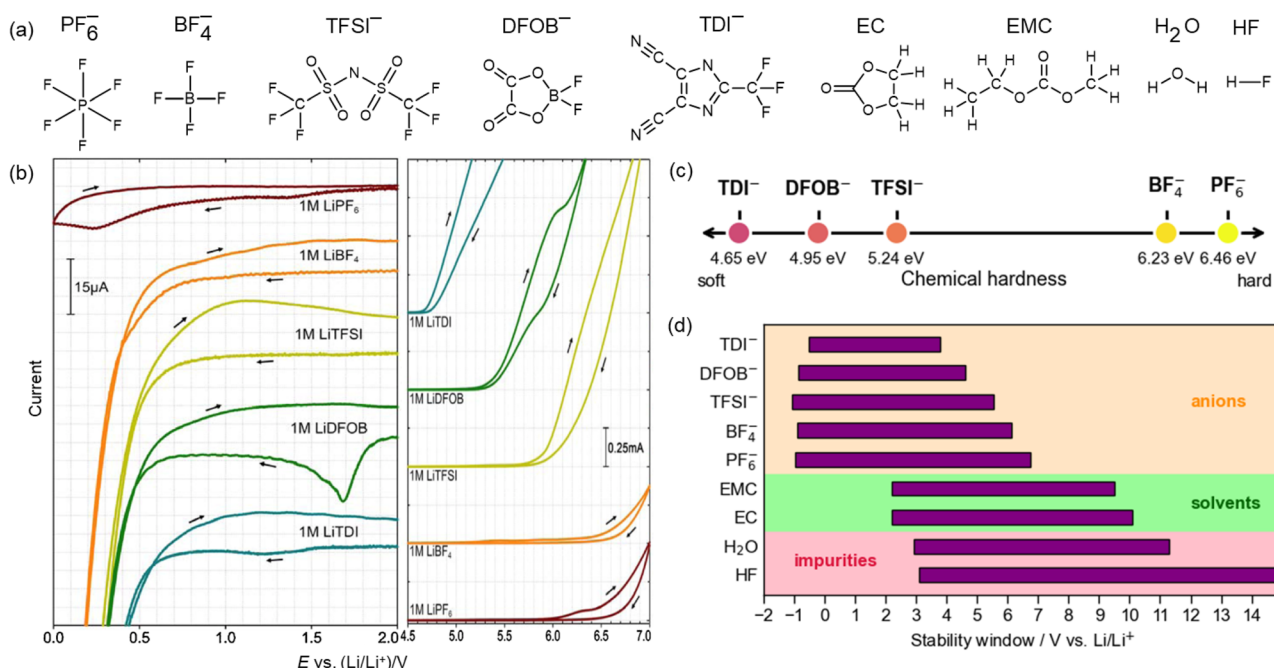 (a)
PF₆⁻ BF₄⁻ TFSI⁻ DFOB⁻ TDI⁻ EC EMC H₂O HF
F F F P F F F
F F B F F
O O N S S O O F F F F F F
O O O O B F F
N N N N F F F
O O O H H H H
H H H H H O O O H H H
H O H
H F
(b)
Current
1M LiPF₆
1M LiBF₄
15μA
1M LiTFSI
1M LiDFOB
1M LiTDI
0.0 0.5 1.0 1.5 2.0
1M LiTDI
1M LiDFOB
0.25mA
1M LiTFSI
1M LiBF₄
1M LiPF₆
4.5 5.0 5.5 6.0 6.5 7.0
E vs. (Li/Li⁺)/V
(c)
TDI⁻ DFOB⁻ TFSI⁻ BF₄⁻ PF₆⁻
4.65 eV 4.95 eV 5.24 eV 6.23 eV 6.46 eV
soft Chemical hardness hard
(d)
TDI⁻
DFOB⁻
TFSI⁻ anions
BF₄⁻
PF₆⁻
EMC
EC solvents
H₂O impurities
HF
−2 −1 0 1 2 3 4 5 6 7 8 9 10 11 12 13 14
Stability window / V vs. Li/Li⁺